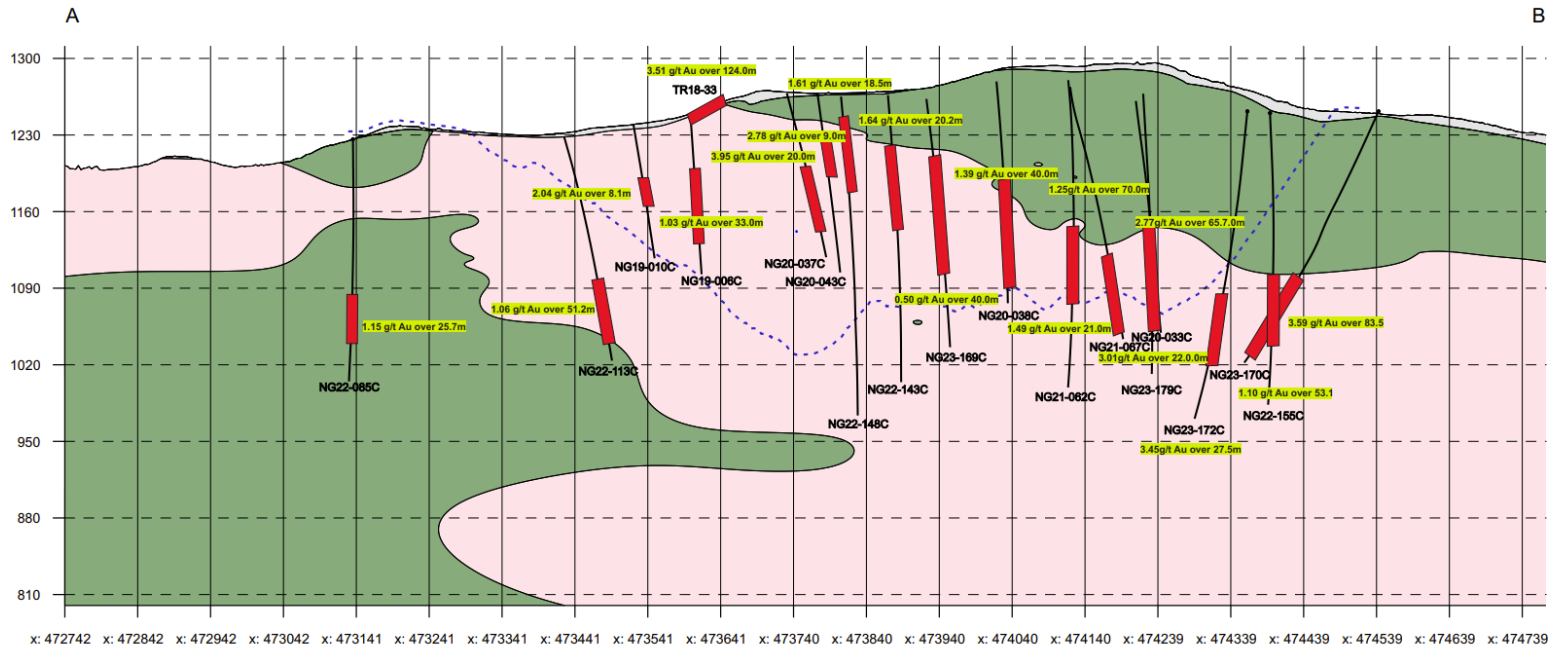 A
B
1300
3.51 g/t Au over 124.0m
TR18-33
1.61 g/t Au over 18.5m
1.64 g/t Au over 20.2m
1230
2.78 g/t Au over 9.0m
3.95 g/t Au over 20.0m
1.39 g/t Au over 40.0m
2.04 g/t Au over 8.1m
1.25g/t Au over 70.0m
1160
1.03 g/t Au over 33.0m
2.77g/t Au over 65.7.0m
NG19-010C
NG20-037C
NG19-006C
NG20-043C
1090
0.50 g/t Au over 40.0m
1.06 g/t Au over 51.2m
NG20-038C
1.15 g/t Au over 25.7m
1.49 g/t Au over 21.0m
3.59 g/t Au over 83.5
NG20-033C
NG21-067C
NG23-169C
3.01g/t Au over 22.0.0m
1020
NG22-113C
NG23-170C
NG22-085C
NG22-143C
NG23-179C
NG21-062C
1.10 g/t Au over 53.1
NG22-155C
NG22-148C
NG23-172C
950
3.45g/t Au over 27.5m
880
810
x: 472742 x: 472842 x: 472942 x: 473042 x: 473141 x: 473241 x: 473341 x: 473441 x: 473541 x: 473641 x: 473740 x: 473840 x: 473940 x: 474040 x: 474140 x: 474239 x: 474339 x: 474439 x: 474539 x: 474639 x: 474739